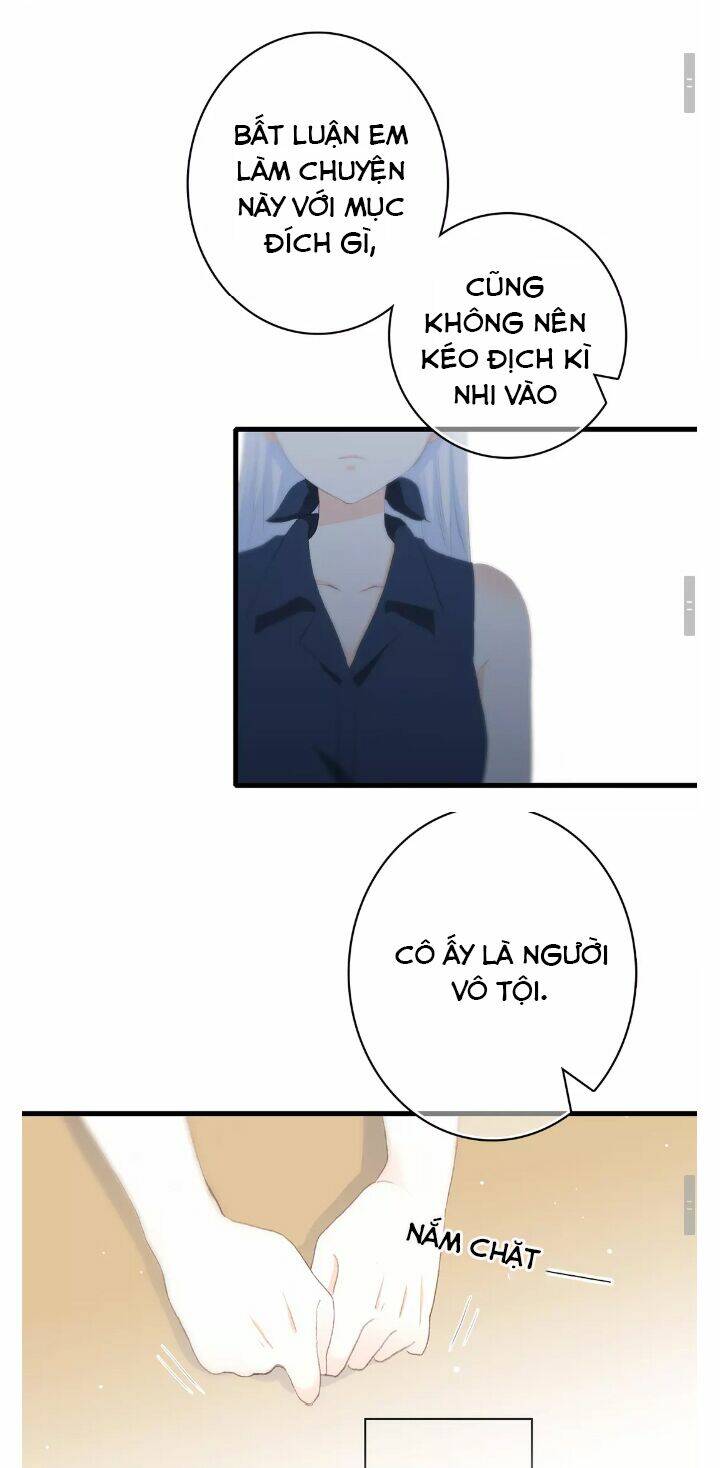 BẤT LUẬN EM
LÀM CHUYỆN
NÀY VỚI MỤC
ĐÍCH GÌ,
CŨNG
KHÔNG NÊN
KÉO ĐỊCH KÌ
NHI VÀO
CÔ ẤY LÀ NGƯỜI
VÔ TỘI.
NẮM CHẶT